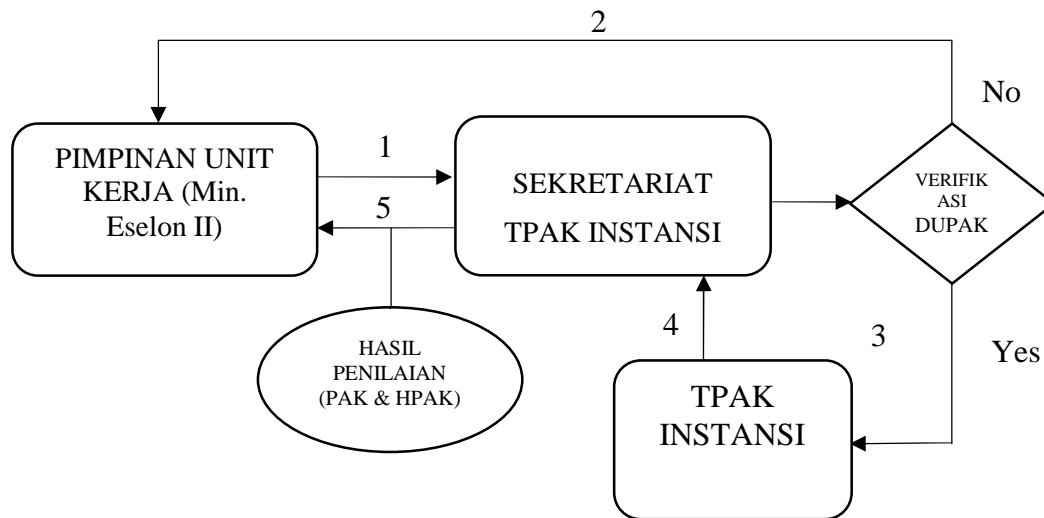 2
No
PIMPINAN UNIT
KERJA (Min.
Eselon II)
1
5
SEKRETARIAT
TPAK INSTANSI
VERIFIK
ASI
DUPAK
HASIL
PENILAIAN
(PAK & HPAK)
4
3
Yes
TPAK
INSTANSI